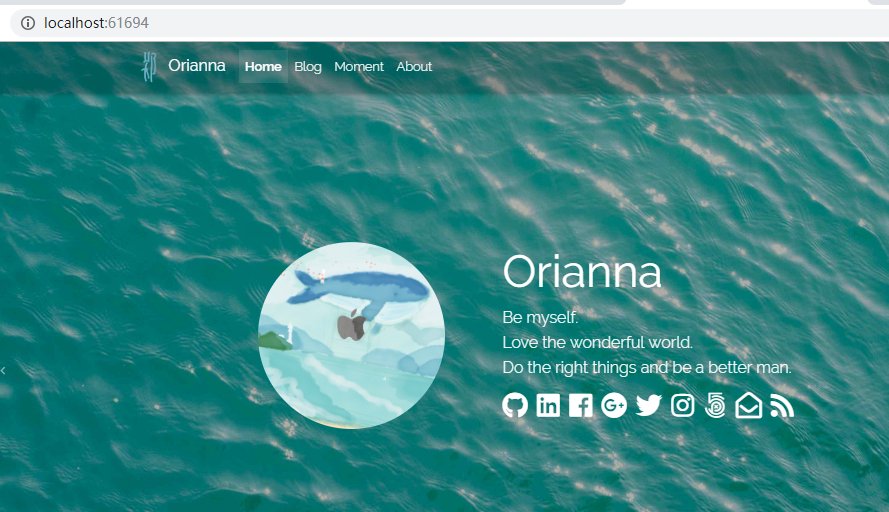 localhost:61694
Orianna Home Blog Moment About
Orianna
Be myself.
Love the wonderful world.
Do the right things and be a better man.